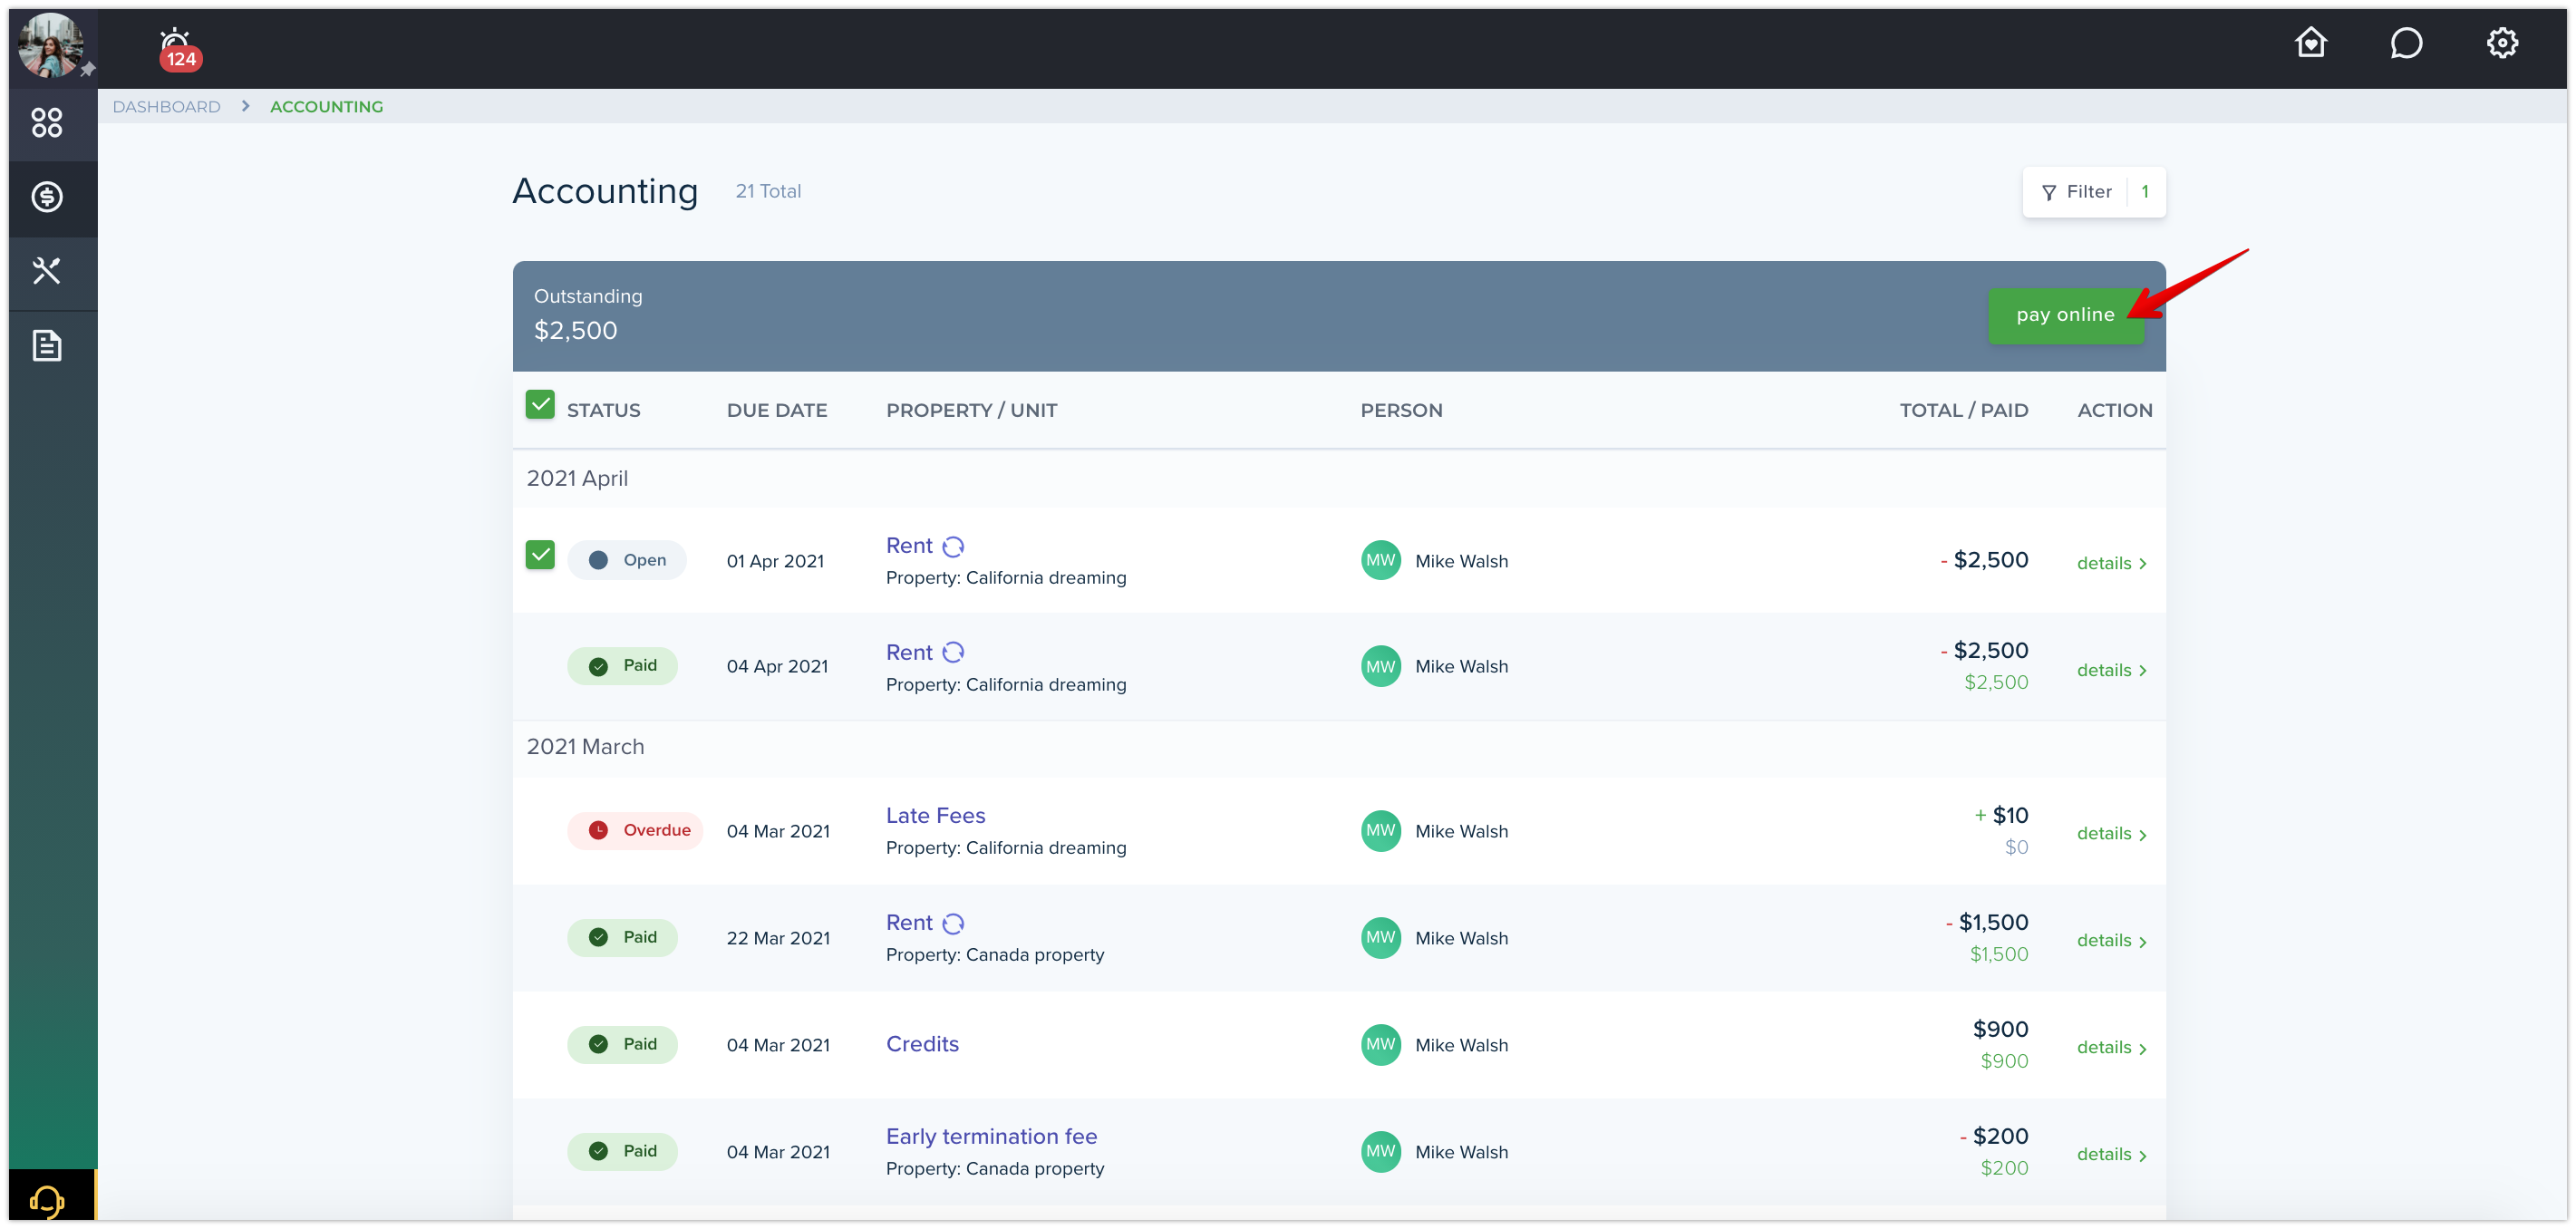 124
DASHBOARD > ACCOUNTING
Accounting 21 Total
Filter 1
Outstanding
$2,500
pay online
STATUS DUE DATE PROPERTY / UNIT PERSON TOTAL / PAID ACTION
2021 April
Open 01 Apr 2021 Rent MW Mike Walsh - $2,500 details >
Property: California dreaming
Paid 04 Apr 2021 Rent MW Mike Walsh - $2,500 details >
Property: California dreaming $2,500
2021 March
Overdue 04 Mar 2021 Late Fees MW Mike Walsh + $10 details >
Property: California dreaming $0
Paid 22 Mar 2021 Rent MW Mike Walsh - $1,500 details >
Property: Canada property $1,500
Paid 04 Mar 2021 Credits MW Mike Walsh $900 details >
$900
Paid 04 Mar 2021 Early termination fee MW Mike Walsh - $200 details >
Property: Canada property $200